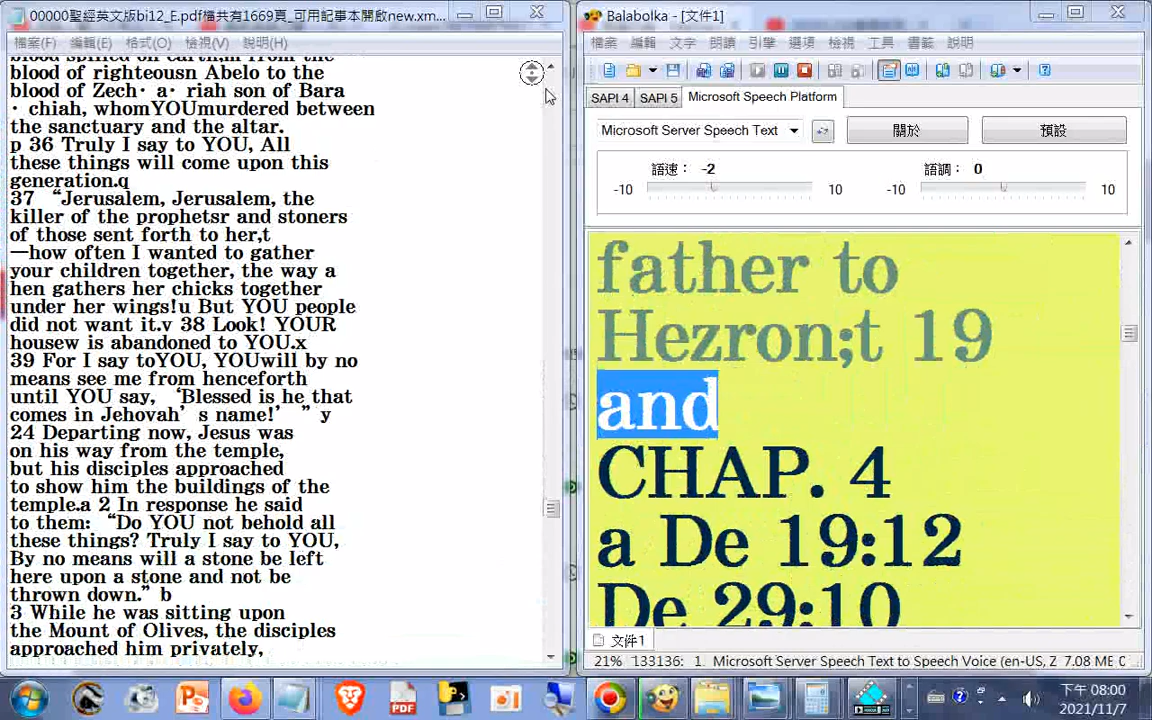 00000聖經英文版bi12_E.pdf檔共有1669頁_可用記事本開啟new.xm...
檔案(F) 編輯(E) 格式(O) 檢視(V) 說明(H)
blood spilled on earth,m from the
blood of righteousn Abelo to the
blood of Zech· a· riah son of Bara
· chiah, whomYOUmurdered between
the sanctuary and the altar.
p 36 Truly I say to YOU, All
these things will come upon this
generation.q
37 “Jerusalem, Jerusalem, the
killer of the prophetsr and stoners
of those sent forth to her,t
—how often I wanted to gather
your children together, the way a
hen gathers her chicks together
under her wings!u But YOU people
did not want it.v 38 Look! YOUR
housew is abandoned to YOU.x
39 For I say toYOU, YOUwill by no
means see me from henceforth
until YOU say, ‘Blessed is he that
comes in Jehovah’s name!’ ” y
24 Departing now, Jesus was
on his way from the temple,
but his disciples approached
to show him the buildings of the
temple.a 2 In response he said
to them: “Do YOU not behold all
these things? Truly I say to YOU,
By no means will a stone be left
here upon a stone and not be
thrown down.” b
3 While he was sitting upon
the Mount of Olives, the disciples
approached him privately,
Balabolka - [文件1]
檔案 編輯 文字 朗讀 引擎 選項 檢視 工具 書籤 說明
SAPI 4 SAPI 5 Microsoft Speech Platform
Microsoft Server Speech Text 關於 預設
語速： -2 語調： 0
-10 10 -10 10
father to
Hezron;t 19
and
CHAP. 4
a De 19:12
De 29:10
文件1
21% 133136: 1. Microsoft Server Speech Text to Speech Voice (en-US, Z 7.08 ME
PDF
下午 08:00
2021/11/7